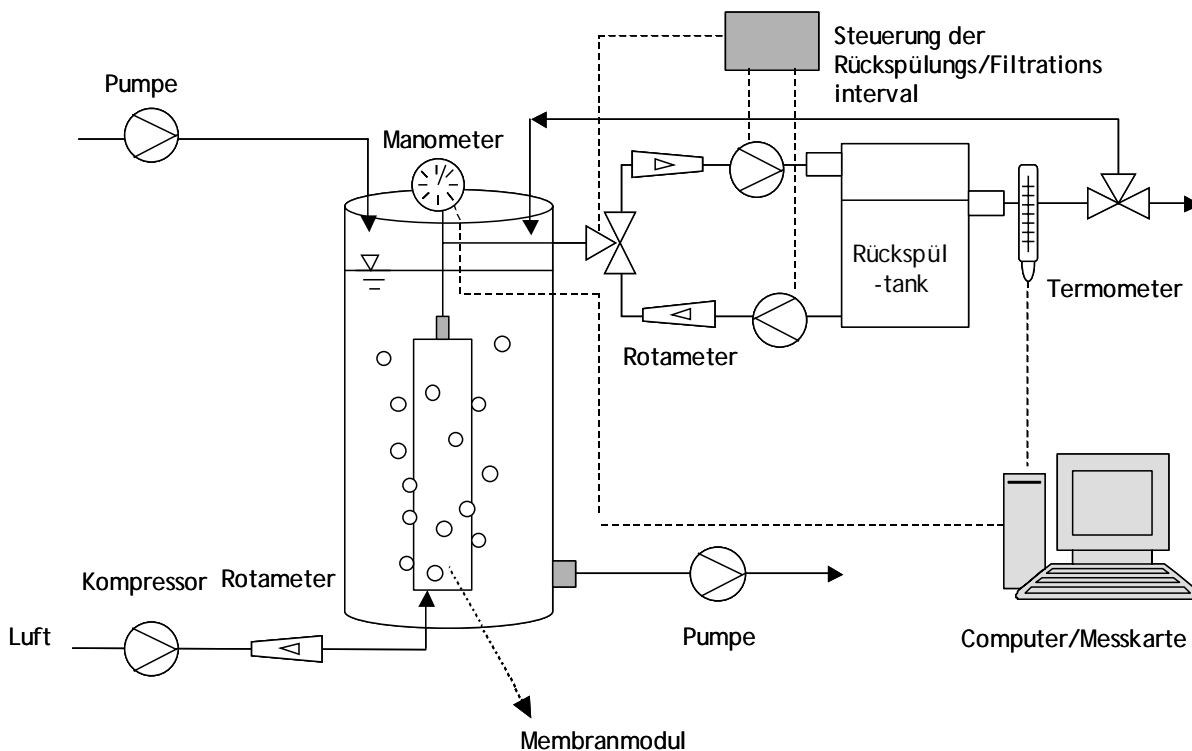 Steuerung der
Rückspülungs/Filtrations
interval
Pumpe
Manometer
Rückspül
-tank
Termometer
Rotameter
Kompressor
Rotameter
Luft
Pumpe
Computer/Messkarte
Membranmodul